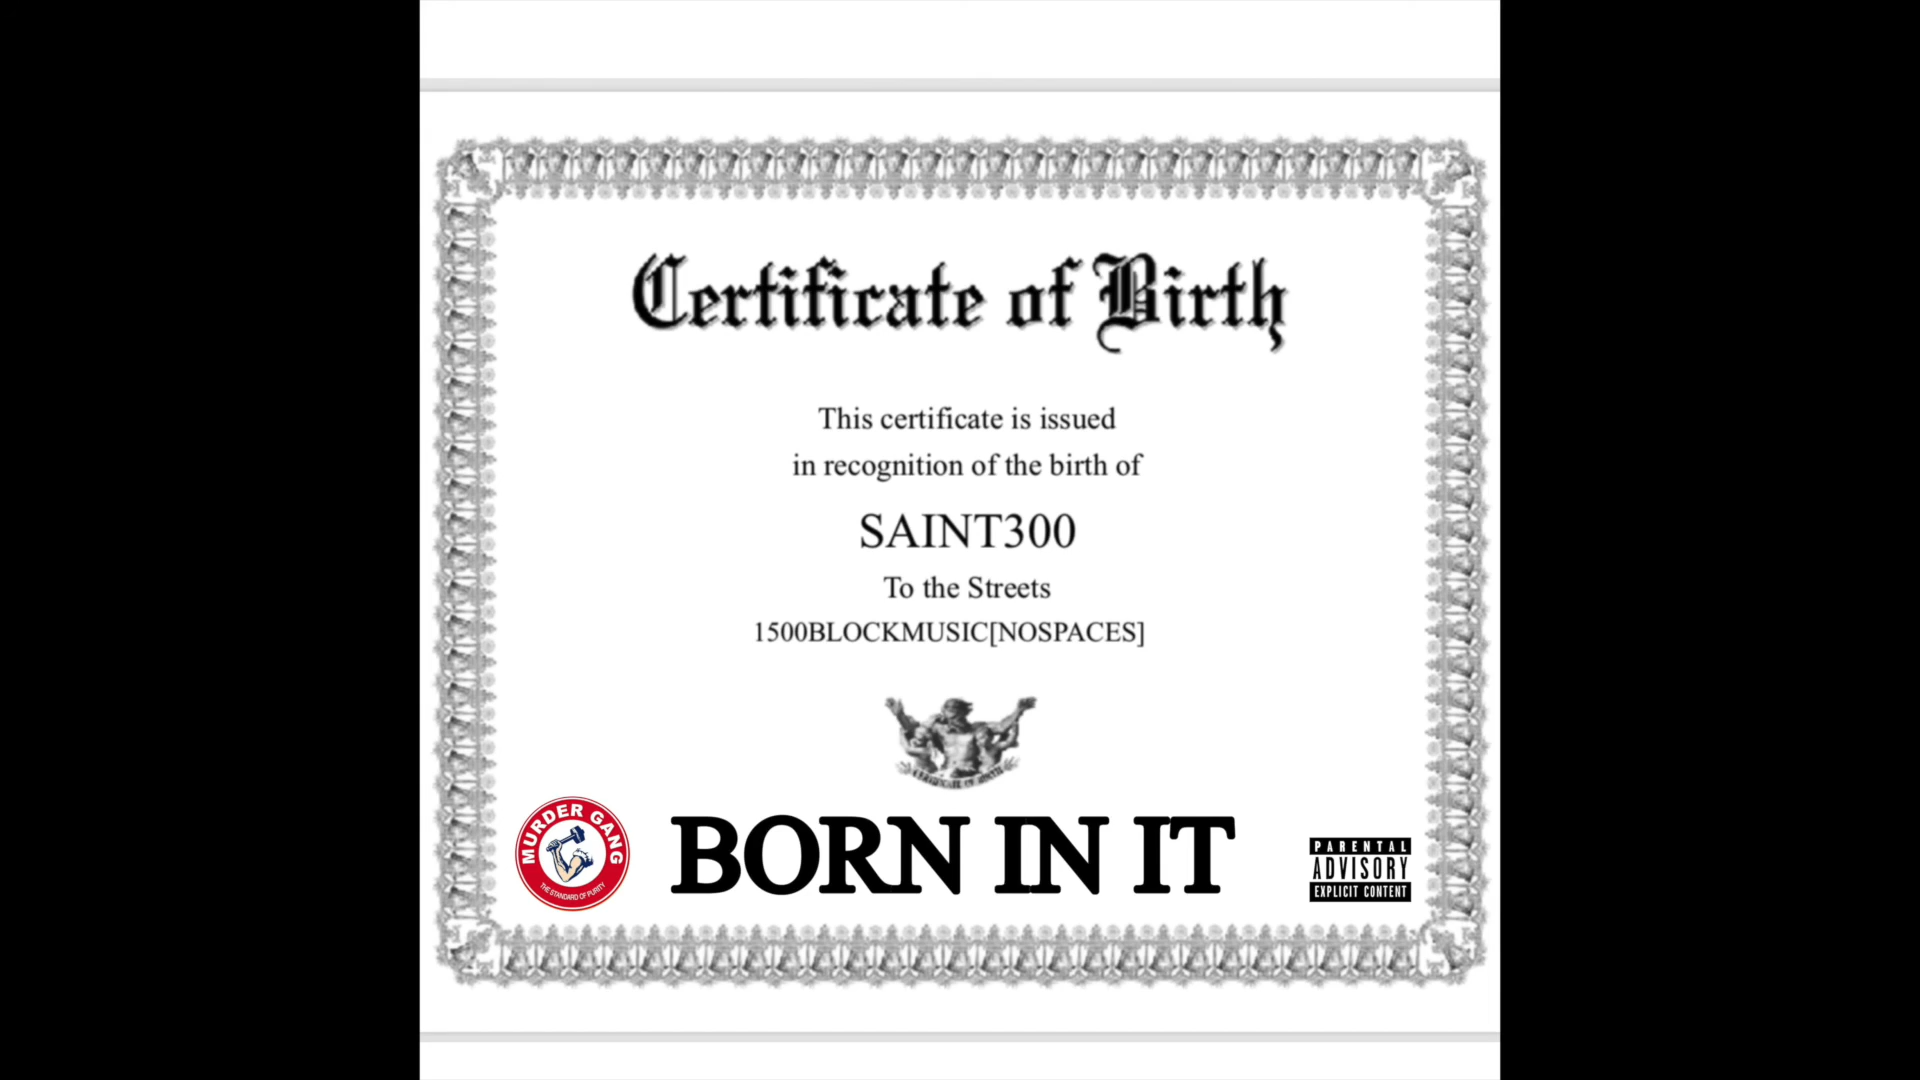 Certificate of Birth
This certificate is issued
in recognition of the birth of
SAINT300
To the Streets
1500BLOCKMUSIC[NOSPACES]
MURDER GANG
THE STANDARD OF PURITY
BORN IN IT
PARENTAL
ADVISORY
EXPLICIT CONTENT